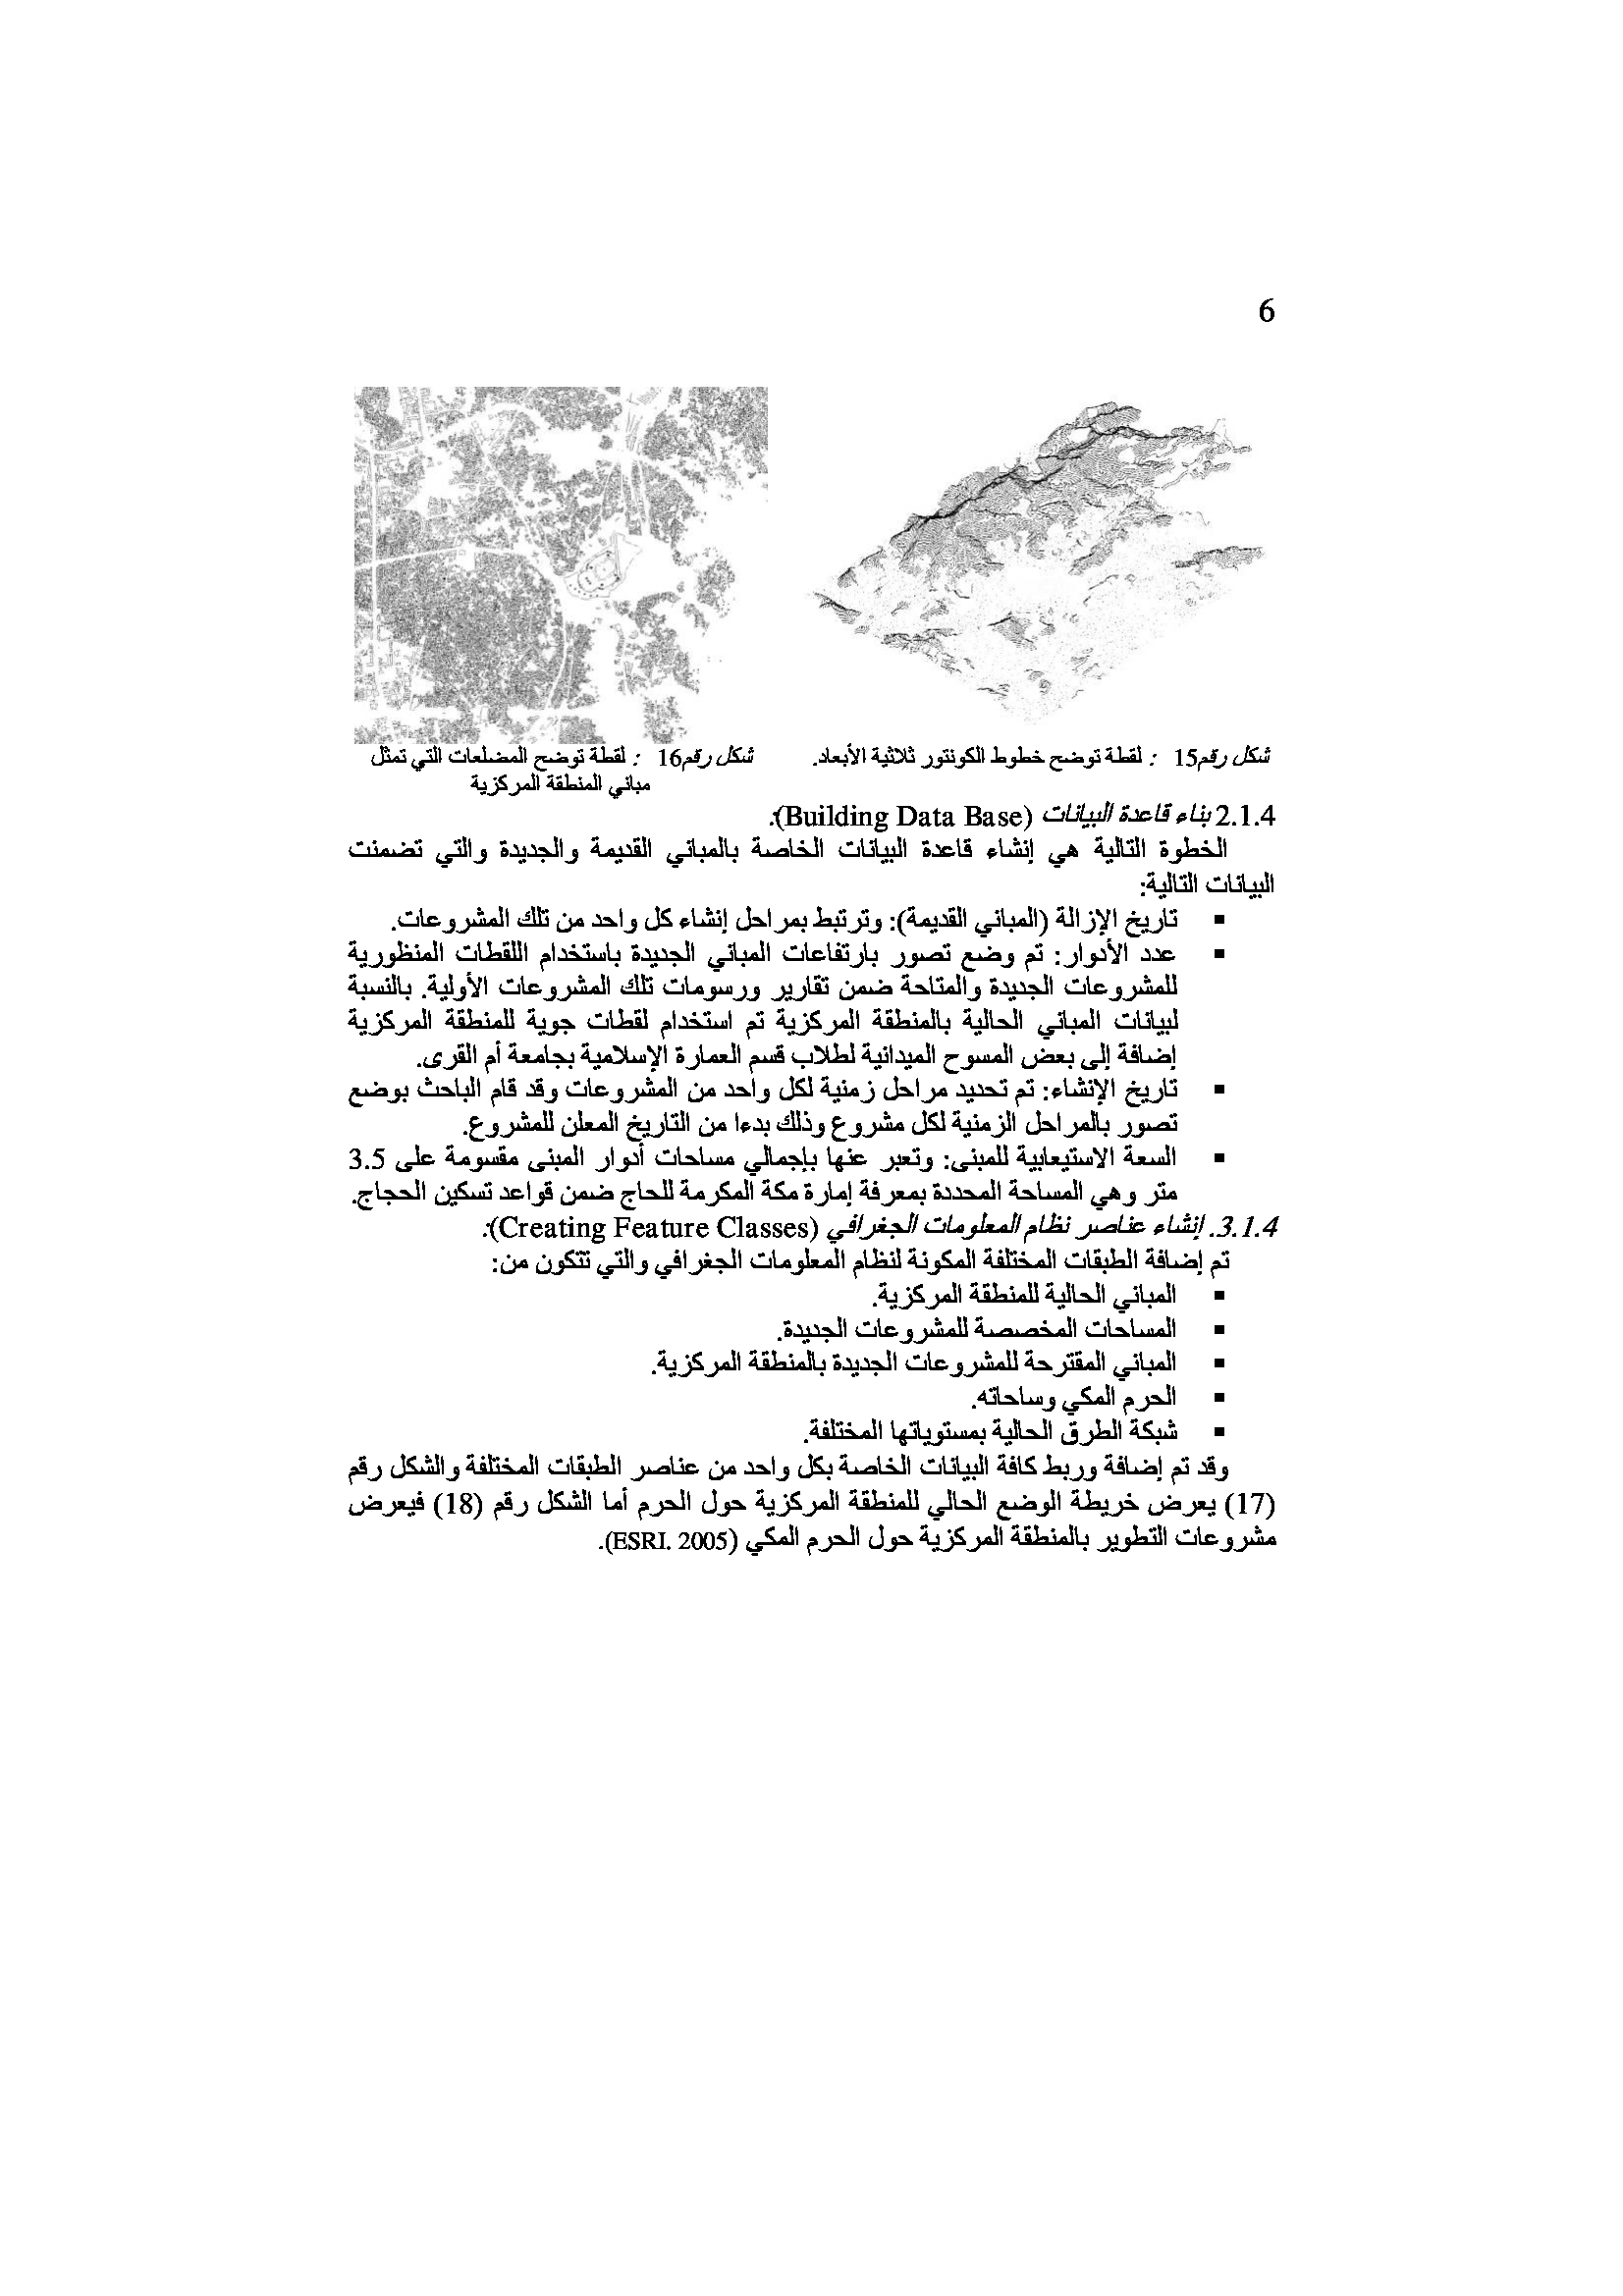 6
شكل رقم15 : لقطة توضح خطوط الكونتور ثلاثية الأبعاد.
شكل رقم16 : لقطة توضح المضلعات التي تمثل
مباني المنطقة المركزية
2.1.4 بناء قاعدة البيانات (Building Data Base):
الخطوة التالية هي إنشاء قاعدة البيانات الخاصة بالمباني القديمة والجديدة والتي تضمنت
البيانات التالية:
▪ تاريخ الإزالة (المباني القديمة): وترتبط بمراحل إنشاء كل واحد من تلك المشروعات.
▪ عدد الأدوار: تم وضع تصور بارتفاعات المباني الجديدة باستخدام اللقطات المنظورية
للمشروعات الجديدة والمتاحة ضمن تقارير ورسومات تلك المشروعات الأولية. بالنسبة
لبيانات المباني الحالية بالمنطقة المركزية تم استخدام لقطات جوية للمنطقة المركزية
إضافة إلى بعض المسوح الميدانية لطلاب قسم العمارة الإسلامية بجامعة أم القرى.
▪ تاريخ الإنشاء: تم تحديد مراحل زمنية لكل واحد من المشروعات وقد قام الباحث بوضع
تصور بالمراحل الزمنية لكل مشروع وذلك بدءا من التاريخ المعلن للمشروع.
▪ السعة الاستيعابية للمبنى: وتعبر عنها بإجمالي مساحات أدوار المبنى مقسومة على 3.5
متر وهي المساحة المحددة بمعرفة إمارة مكة المكرمة للحاج ضمن قواعد تسكين الحجاج.
3.1.4. إنشاء عناصر نظام المعلومات الجغرافي (Creating Feature Classes):
تم إضافة الطبقات المختلفة المكونة لنظام المعلومات الجغرافي والتي تتكون من:
▪ المباني الحالية للمنطقة المركزية.
▪ المساحات المخصصة للمشروعات الجديدة.
▪ المباني المقترحة للمشروعات الجديدة بالمنطقة المركزية.
▪ الحرم المكي وساحاته.
▪ شبكة الطرق الحالية بمستوياتها المختلفة.
وقد تم إضافة وربط كافة البيانات الخاصة بكل واحد من عناصر الطبقات المختلفة والشكل رقم
(17) يعرض خريطة الوضع الحالي للمنطقة المركزية حول الحرم أما الشكل رقم (18) فيعرض
مشروعات التطوير بالمنطقة المركزية حول الحرم المكي (ESRI. 2005).